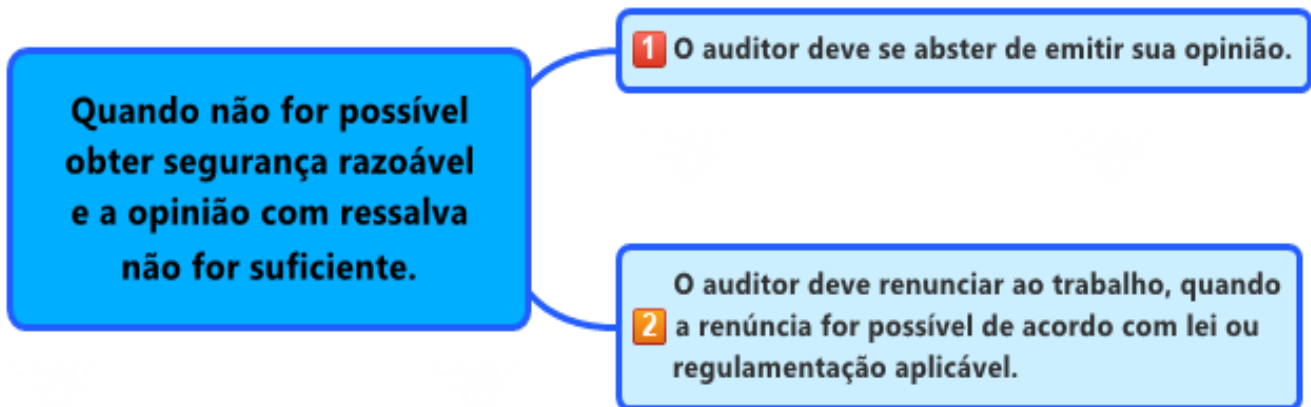 Quando não for possível
obter segurança razoável
e a opinião com ressalva
não for suficiente.
1 O auditor deve se abster de emitir sua opinião.
O auditor deve renunciar ao trabalho, quando
2 a renúncia for possível de acordo com lei ou
regulamentação aplicável.